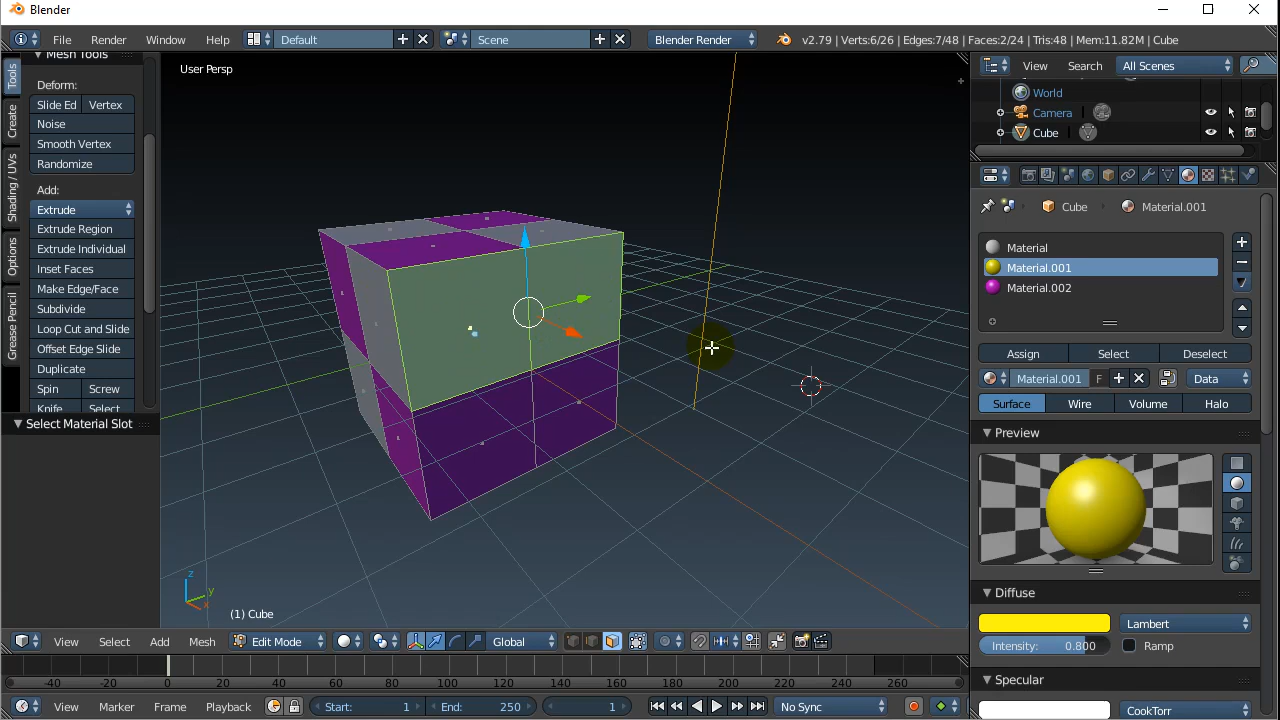 Blender
File Render Window Help Default Scene Blender Render v2.79 | Verts:6/26 | Edges:7/48 | Faces:2/24 | Tris:48 | Mem:11.82M | Cube
Mesh Tools
Deform:
Slide Ed Vertex
Noise
Smooth Vertex
Randomize
Add:
Extrude
Extrude Region
Extrude Individual
Inset Faces
Make Edge/Face
Subdivide
Loop Cut and Slide
Offset Edge Slide
Duplicate
Spin Screw
Knife Select
Select Material Slot
Tools
Create
Shading / UVs
Options
Grease Pencil
User Persp
z
y
x
(1) Cube
View Search All Scenes
World
Camera
Cube
Cube Material.001
Material
Material.001
Material.002
Assign Select Deselect
Material.001 F Data
Surface Wire Volume Halo
Preview
Diffuse
Lambert
Intensity: 0.800 Ramp
Specular
CookTorr
View Select Add Mesh Edit Mode Global
-40 -20 0 20 40 60 80 100 120 140 160 180 200 220 240 260
View Marker Frame Playback Start: 1 End: 250 1 No Sync